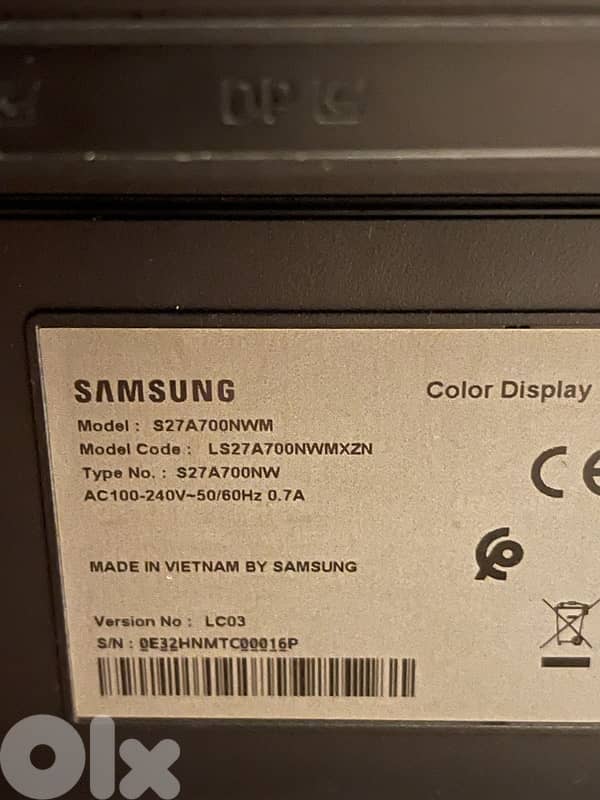 DP
SAMSUNG
Color Display
Model : S27A700NWM
Model Code : LS27A700NWMXZN
Type No. : S27A700NW
AC100-240V~50/60Hz 0.7A
CE
MADE IN VIETNAM BY SAMSUNG
Version No : LC03
S/N : 0E32HNMTC00016P
Olx